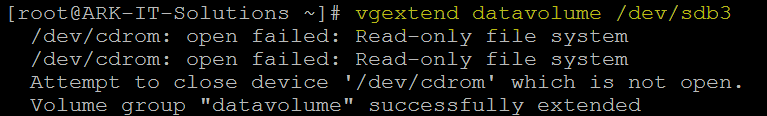 [root@ARK-IT-Solutions ~]# vgextend datavolume /dev/sdb3
  /dev/cdrom: open failed: Read-only file system
  /dev/cdrom: open failed: Read-only file system
  Attempt to close device '/dev/cdrom' which is not open.
  Volume group "datavolume" successfully extended